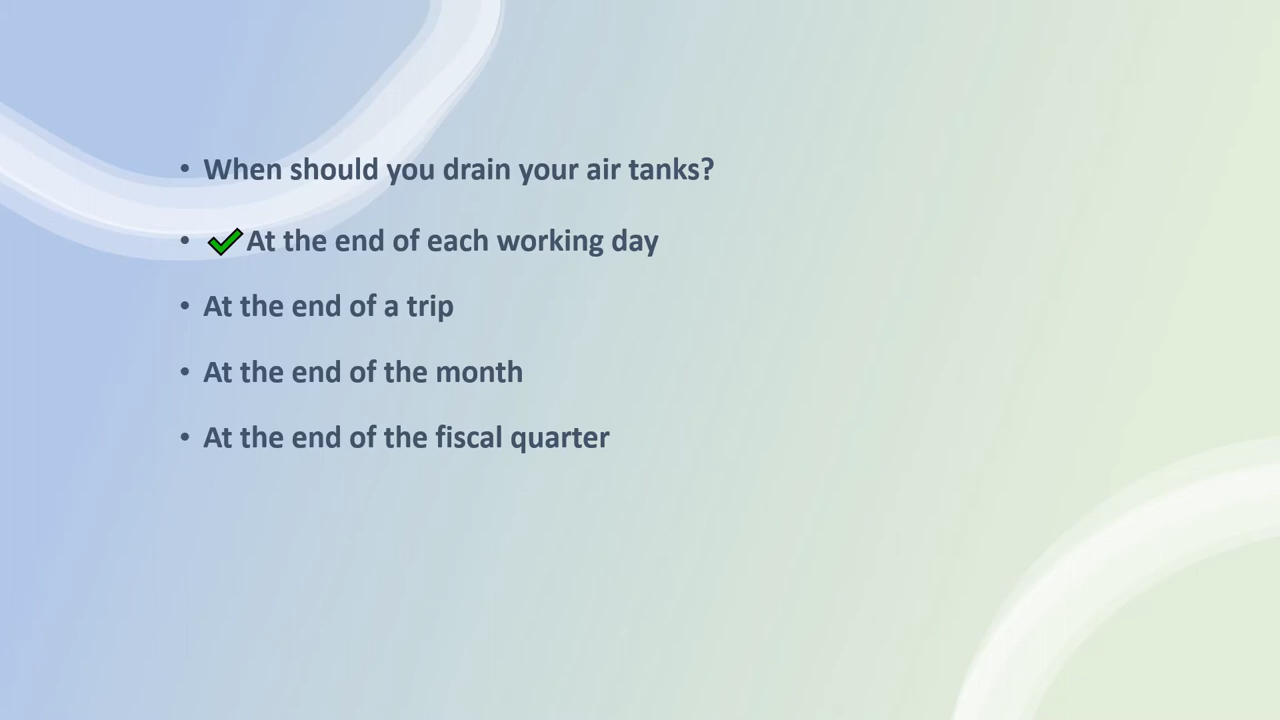 • When should you drain your air tanks?
• ✔At the end of each working day
• At the end of a trip
• At the end of the month
• At the end of the fiscal quarter